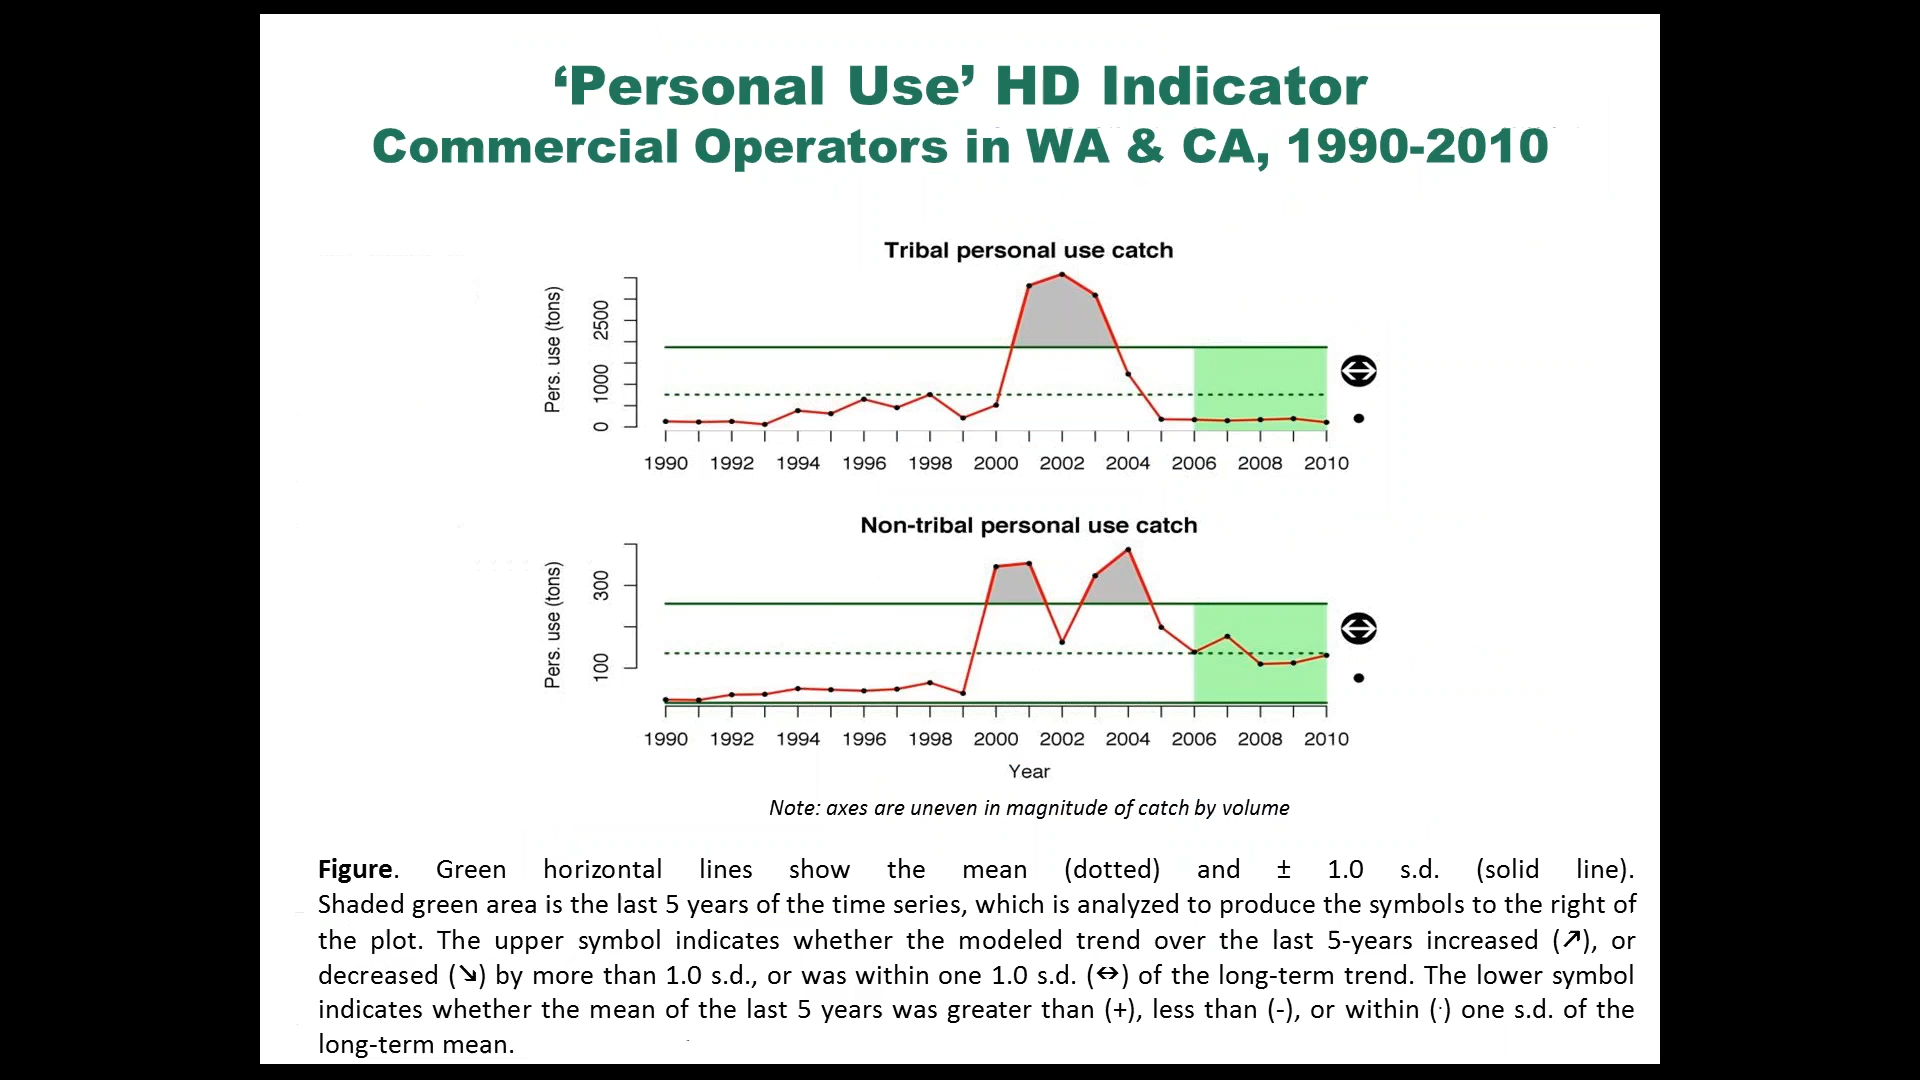 ‘Personal Use’ HD Indicator
Commercial Operators in WA & CA, 1990-2010
Tribal personal use catch
Pers. use (tons)
2500
1000
0
1990 1992 1994 1996 1998 2000 2002 2004 2006 2008 2010
Non-tribal personal use catch
Pers. use (tons)
300
100
1990 1992 1994 1996 1998 2000 2002 2004 2006 2008 2010
Year
Note: axes are uneven in magnitude of catch by volume
Figure. Green horizontal lines show the mean (dotted) and ± 1.0 s.d. (solid line).
Shaded green area is the last 5 years of the time series, which is analyzed to produce the symbols to the right of
the plot. The upper symbol indicates whether the modeled trend over the last 5-years increased (↗), or
decreased (↘) by more than 1.0 s.d., or was within one 1.0 s.d. (↔) of the long-term trend. The lower symbol
indicates whether the mean of the last 5 years was greater than (+), less than (-), or within (·) one s.d. of the
long-term mean.